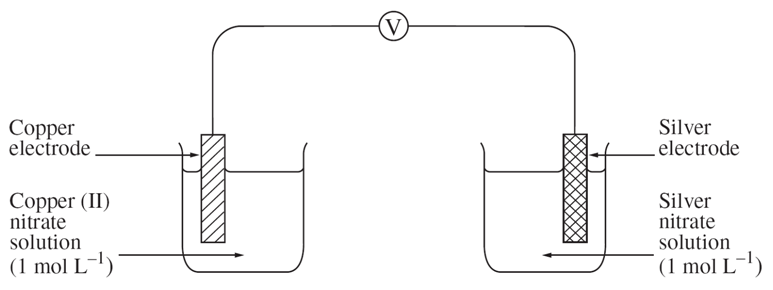 V
Copper
electrode
Silver
electrode
Copper (II)
nitrate
solution
(1 mol L⁻¹)
Silver
nitrate
solution
(1 mol L⁻¹)